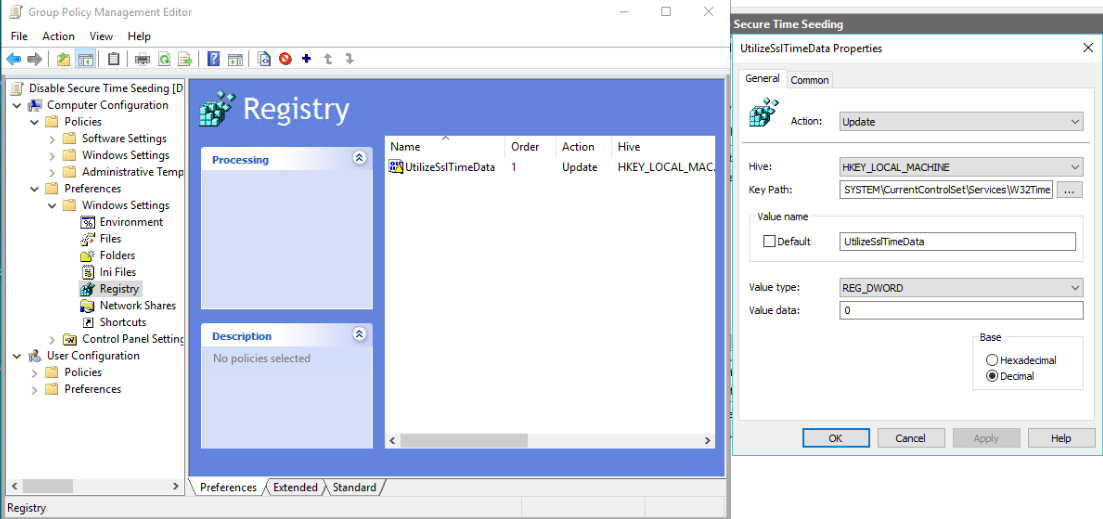 Group Policy Management Editor
File Action View Help
Disable Secure Time Seeding [D
Computer Configuration
Policies
Software Settings
Windows Settings
Administrative Temp
Preferences
Windows Settings
Environment
Files
Folders
Ini Files
Registry
Network Shares
Shortcuts
Control Panel Setting
User Configuration
Policies
Preferences
Registry
Processing
Description
No policies selected
Name Order Action Hive
UtilizeSslTimeData 1 Update HKEY_LOCAL_MAC.
Preferences Extended Standard
Registry
Secure Time Seeding
UtilizeSslTimeData Properties
General Common
Action: Update
Hive: HKEY_LOCAL_MACHINE
Key Path: SYSTEM\CurrentControlSet\Services\W32Time ...
Value name
Default UtilizeSslTimeData
Value type: REG_DWORD
Value data: 0
Base
Hexadecimal
Decimal
OK Cancel Apply Help